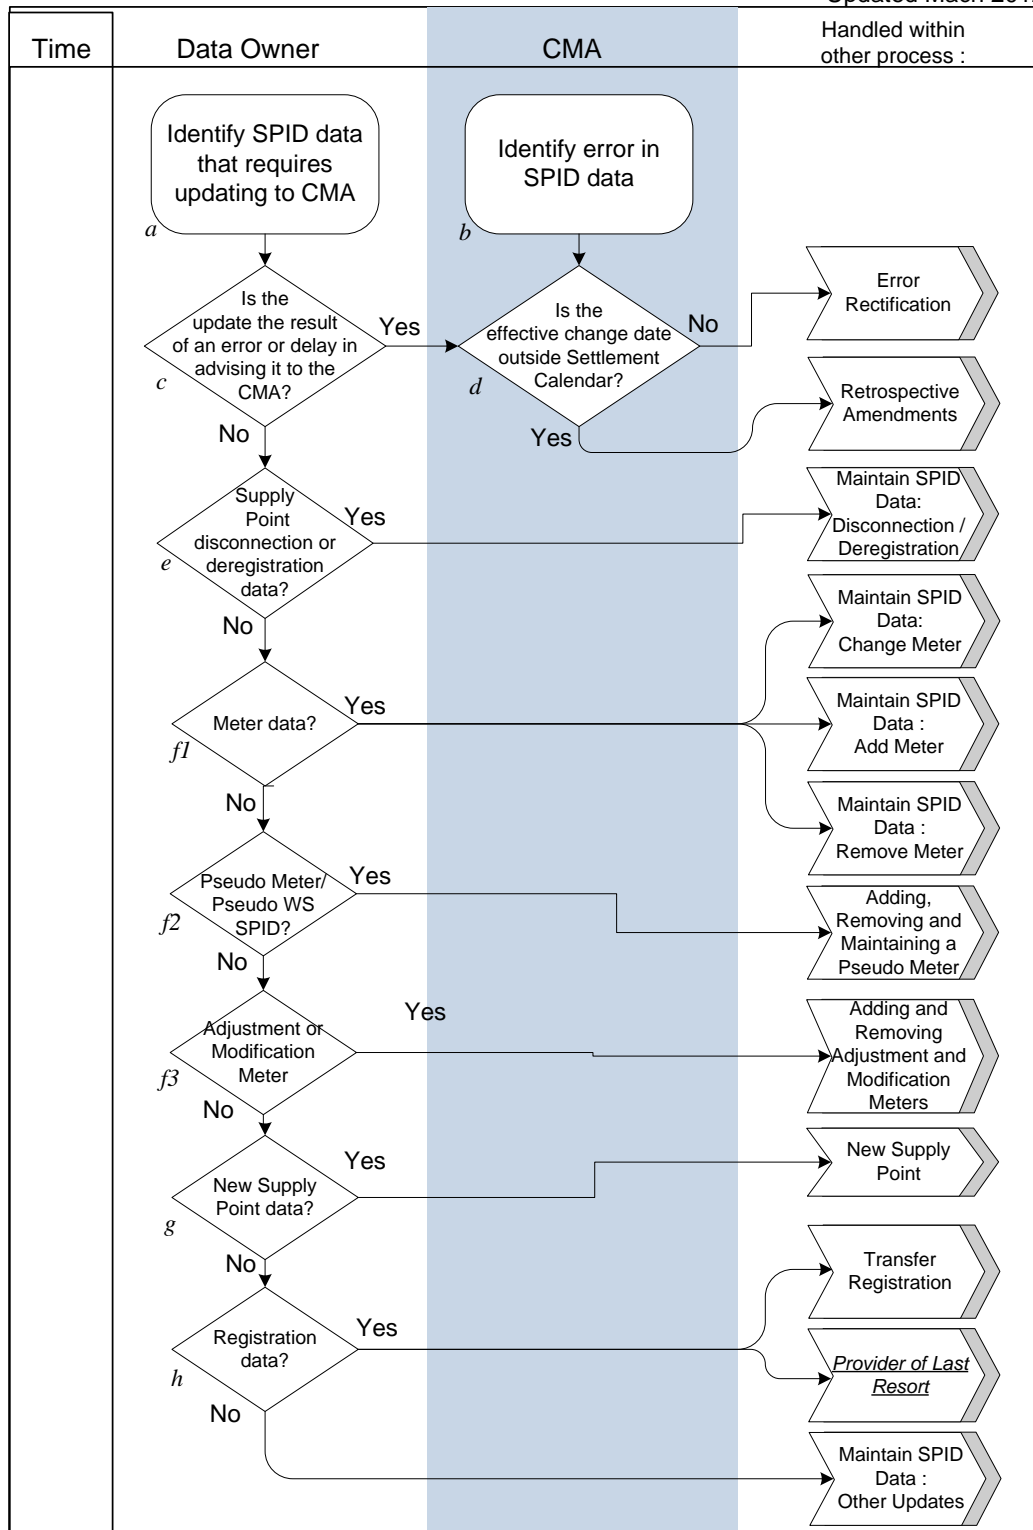 Updated Mach 201
Time
Data Owner
CMA
Handled within
other process :
Identify SPID data
that requires
updating to CMA
a
Identify error in
SPID data
b
Is the
update the result
of an error or delay in
advising it to the
CMA?
c
Yes
No
Is the
effective change date
outside Settlement
Calendar?
d
No
Yes
Error
Rectification
Retrospective
Amendments
Supply
Point
disconnection or
deregistration
data?
e
Yes
No
Maintain SPID
Data:
Disconnection /
Deregistration
Meter data?
f1
Yes
No
Maintain SPID
Data:
Change Meter
Maintain SPID
Data :
Add Meter
Maintain SPID
Data :
Remove Meter
Pseudo Meter/
Pseudo WS
SPID?
f2
Yes
No
Adding,
Removing and
Maintaining a
Pseudo Meter
Adjustment or
Modification
Meter
f3
Yes
No
Adding and
Removing
Adjustment and
Modification
Meters
New Supply
Point data?
g
Yes
No
New Supply
Point
Registration
data?
h
Yes
No
Transfer
Registration
Provider of Last
Resort
Maintain SPID
Data :
Other Updates